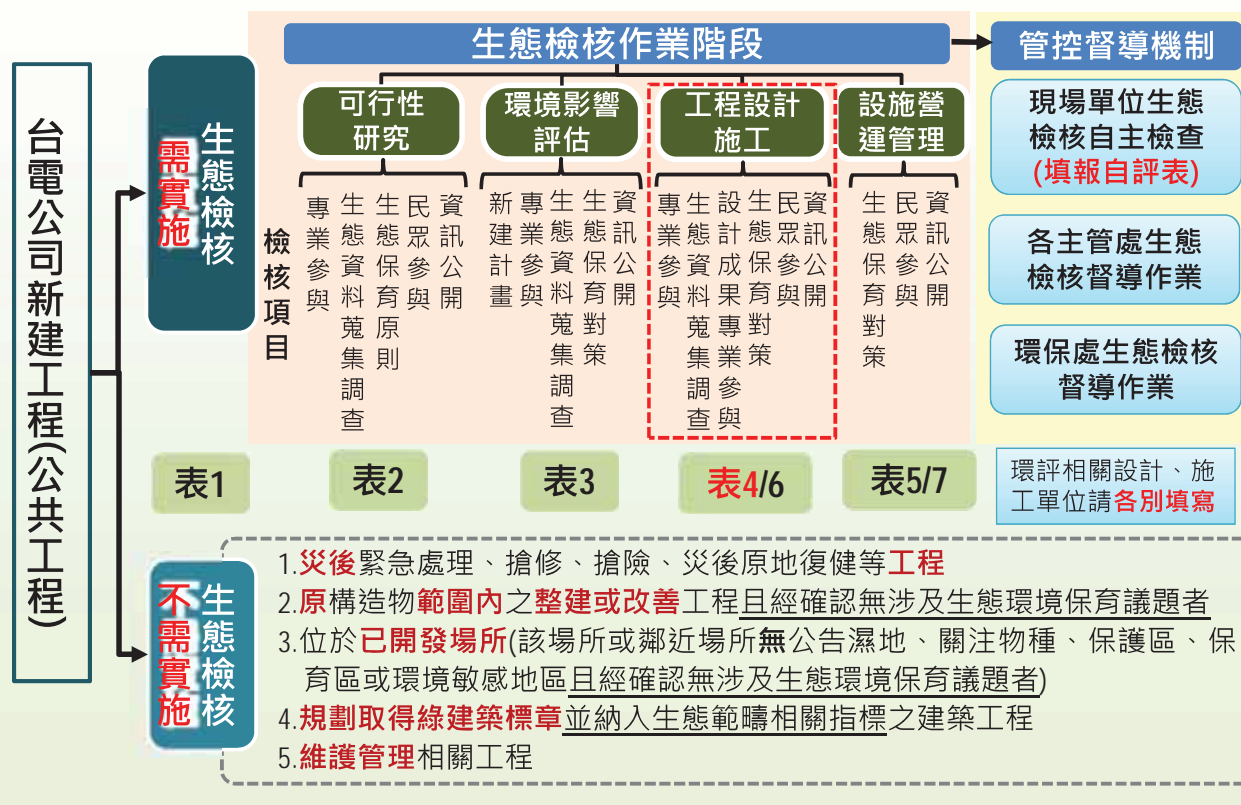 台電公司新建工程(公共工程)
需實施
生態檢核
生態檢核作業階段
管控督導機制
可行性
研究
環境影響
評估
工程設計
施工
設施營
運管理
檢核項目
專業參與
生態資料蒐集調查
生態保育原則
民眾參與
資訊公開
新建計畫
專業參與
生態資料蒐集調查
生態保育對策
資訊公開
專業參與
生態資料蒐集調查
設計成果專業參與
生態保育對策
民眾參與
資訊公開
生態保育對策
民眾參與
資訊公開
現場單位生態
檢核自主檢查
(填報自評表)
各主管處生態
檢核督導作業
環保處生態檢核
督導作業
表1
表2
表3
表4/6
表5/7
環評相關設計、施
工單位請各別填寫
不需實施
生態檢核
1.災後緊急處理、搶修、搶險、災後原地復健等工程
2.原構造物範圍內之整建或改善工程且經確認無涉及生態環境保育議題者
3.位於已開發場所(該場所或鄰近場所無公告濕地、關注物種、保護區、保
育區或環境敏感地區且經確認無涉及生態環境保育議題者)
4.規劃取得綠建築標章並納入生態範疇相關指標之建築工程
5.維護管理相關工程